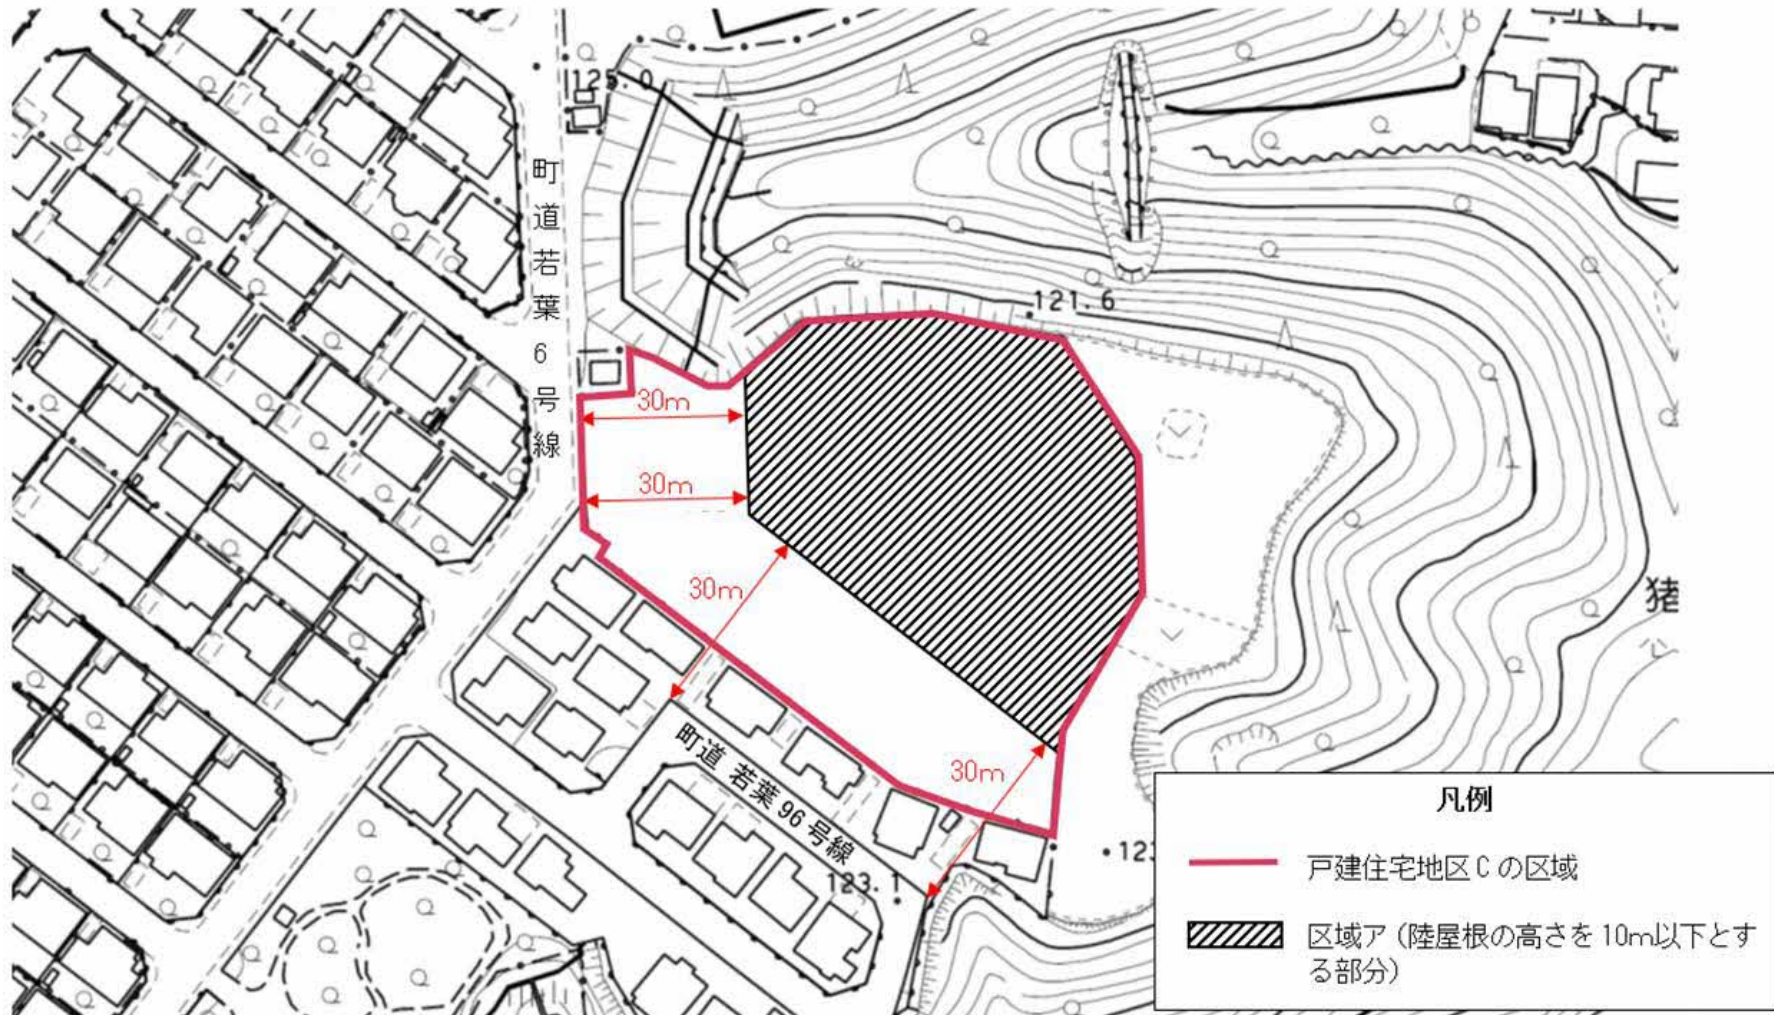 125.0
町道若葉6号線
121.6
30m
30m
30m
町道 若葉 96 号線
30m
123.1
123
猪
凡例
戸建住宅地区Cの区域
区域ア（陸屋根の高さを10m以下とす
る部分）